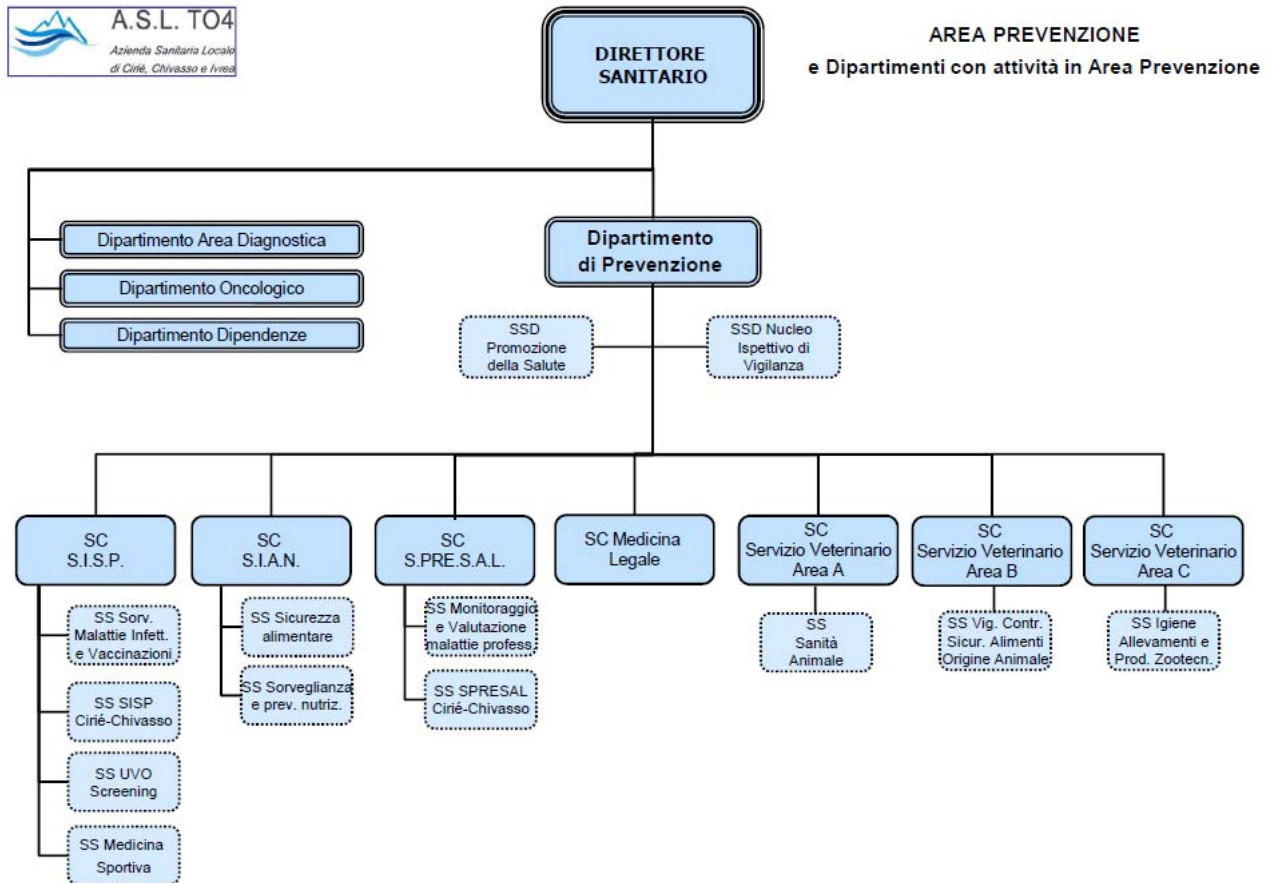 A.S.L. TO4
Azienda Sanitaria Locale
di Cirié, Chivasso e Ivrea
DIRETTORE
SANITARIO
AREA PREVENZIONE
e Dipartimenti con attività in Area Prevenzione
Dipartimento Area Diagnostica
Dipartimento Oncologico
Dipartimento Dipendenze
Dipartimento
di Prevenzione
SSD
Promozione
della Salute
SSD Nucleo
Ispettivo di
Vigilanza
SC
S.I.S.P.
SC
S.I.A.N.
SC
S.PRE.S.A.L.
SC Medicina
Legale
SC
Servizio Veterinario
Area A
SC
Servizio Veterinario
Area B
SC
Servizio Veterinario
Area C
SS Sorv.
Malattie Infett.
e Vaccinazioni
SS SISP
Cirié-Chivasso
SS UVO
Screening
SS Medicina
Sportiva
SS Sicurezza
alimentare
SS Sorveglianza
e prev. nutriz.
SS Monitoraggio
e Valutazione
malattie profess.
SS SPRESAL
Cirié-Chivasso
SS
Sanità
Animale
SS Vig. Contr.
Sicur. Alimenti
Origine Animale
SS Igiene
Allevamenti e
Prod. Zootecn.